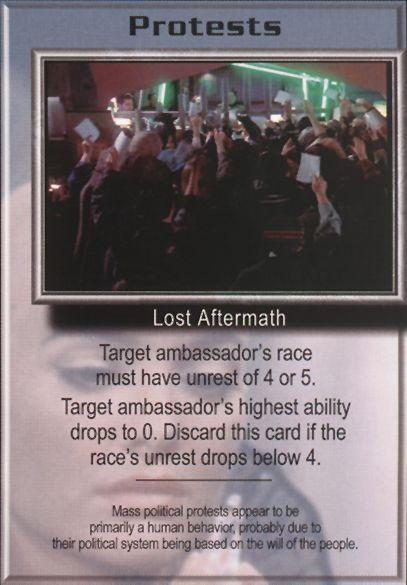 Protests
Lost Aftermath
Target ambassador's race
must have unrest of 4 or 5.
Target ambassador's highest ability
drops to 0. Discard this card if the
race's unrest drops below 4.
Mass political protests appear to be
primarily a human behavior, probably due to
their political system being based on the will of the people.